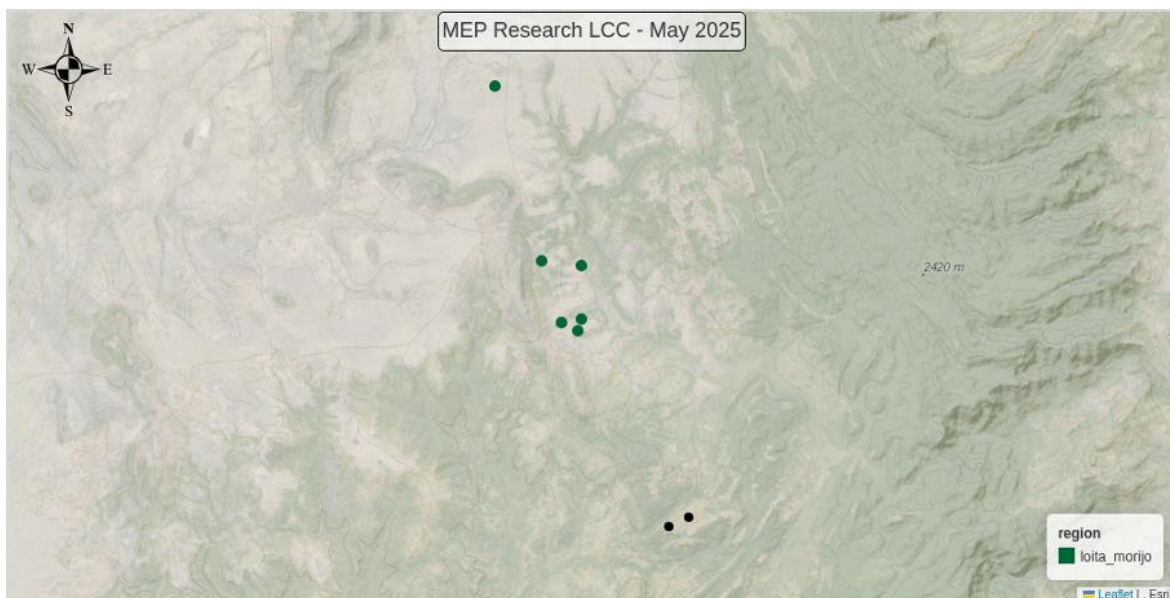 MEP Research LCC - May 2025
N
W E
S
2420 m
region
loita_morijo
Leaflet | , Esri